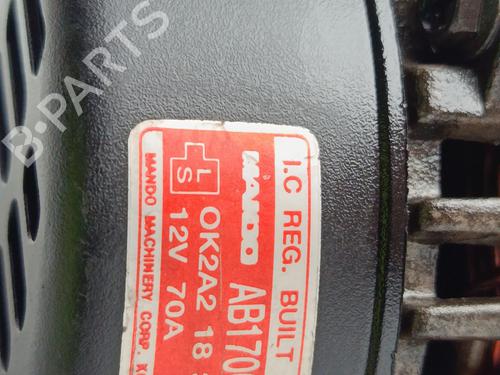 B-PARTS
I.C REG. BUILT
MANDO AB170
L
S
OK2A2 18
12V 70A
MANDO MACHINERY CORP.